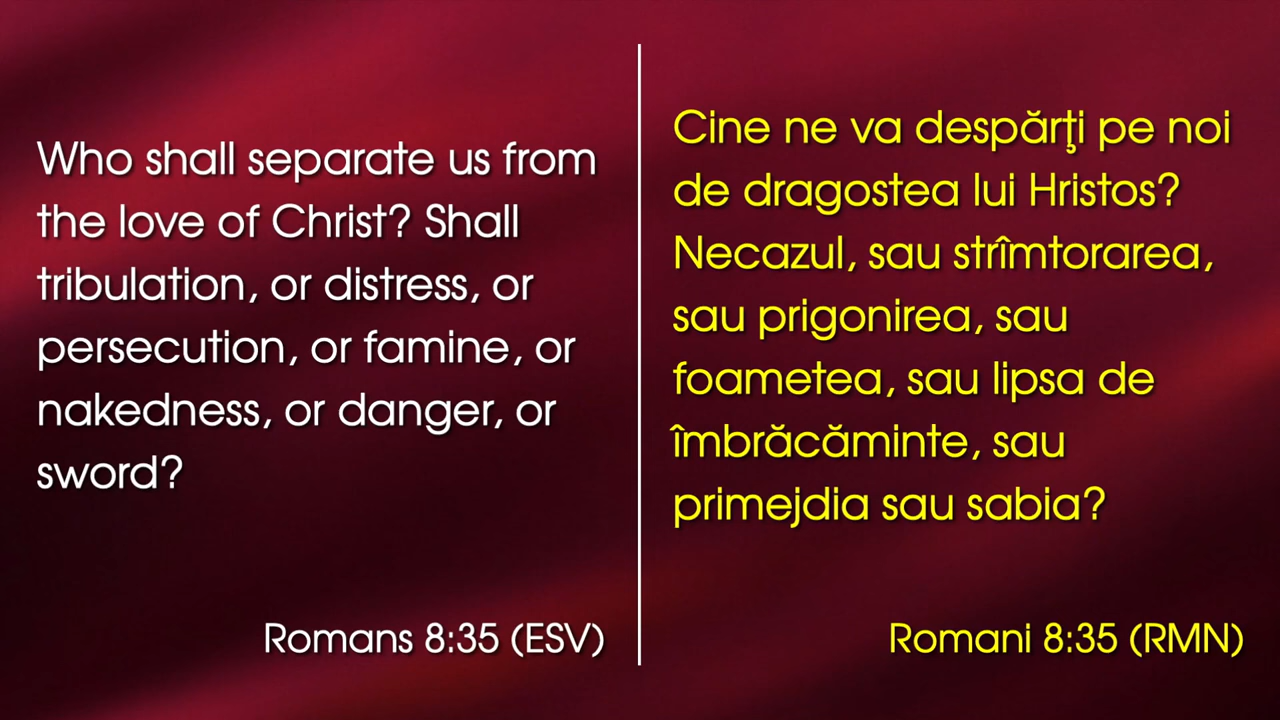 Who shall separate us from
the love of Christ? Shall
tribulation, or distress, or
persecution, or famine, or
nakedness, or danger, or
sword?
Romans 8:35 (ESV)
Cine ne va despărţi pe noi
de dragostea lui Hristos?
Necazul, sau strîmtorarea,
sau prigonirea, sau
foametea, sau lipsa de
îmbrăcăminte, sau
primejdia sau sabia?
Romani 8:35 (RMN)